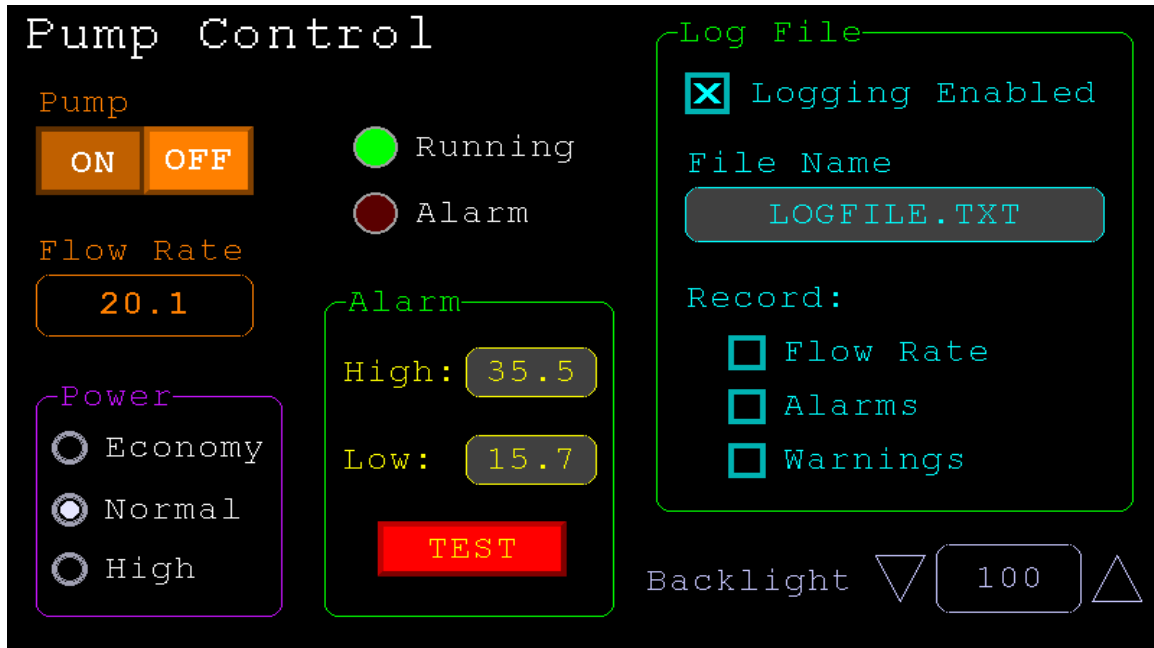 Pump Control
Pump
ON OFF
Running
Alarm
Flow Rate
20.1
Power
Economy
Normal
High
Alarm
High: 35.5
Low: 15.7
TEST
Log File
Logging Enabled
File Name
LOGFILE.TXT
Record:
Flow Rate
Alarms
Warnings
Backlight 100